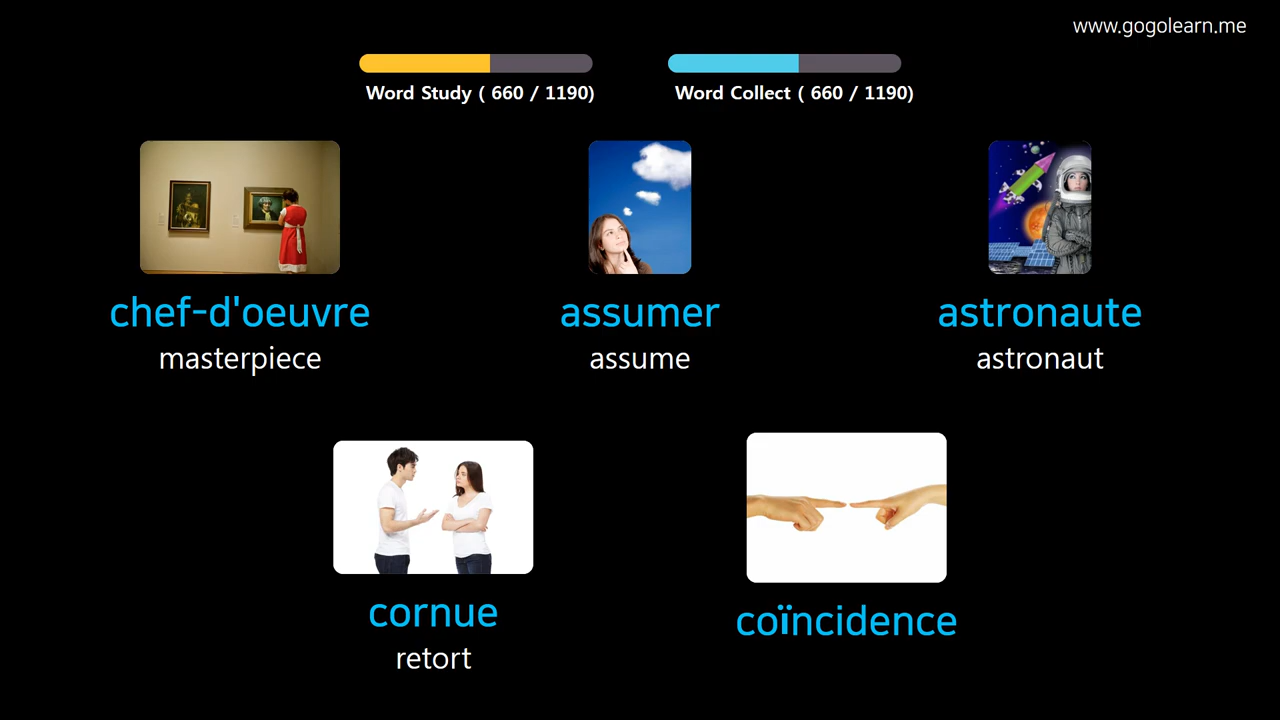 www.gogolearn.me
Word Study ( 660 / 1190)
Word Collect ( 660 / 1190)
chef-d'oeuvre
masterpiece
assumer
assume
astronaute
astronaut
cornue
retort
coïncidence